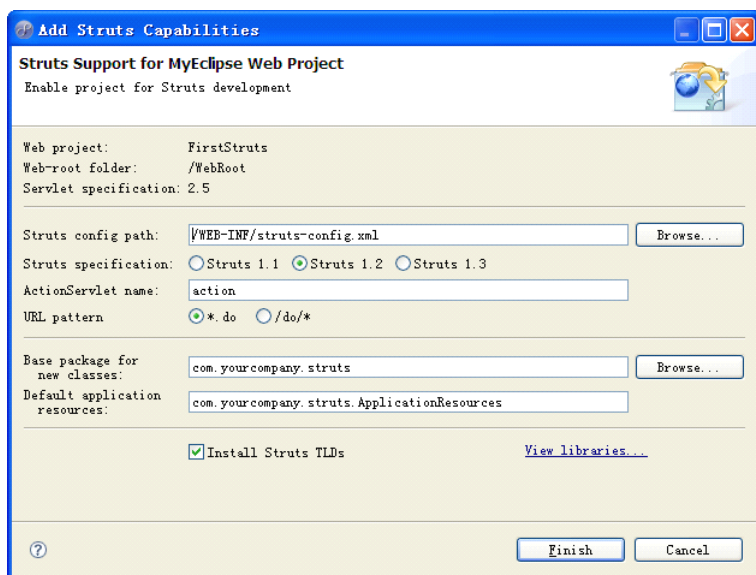 Add Struts Capabilities
Struts Support for MyEclipse Web Project
Enable project for Struts development
Web project: FirstStruts
Web-root folder: /WebRoot
Servlet specification: 2.5
Struts config path: /WEB-INF/struts-config.xml Browse...
Struts specification: Struts 1.1 Struts 1.2 Struts 1.3
ActionServlet name: action
URL pattern *.do /do/*
Base package for
new classes: com.yourcompany.struts Browse...
Default application
resources: com.yourcompany.struts.ApplicationResources
Install Struts TLDs View libraries...
? Finish Cancel